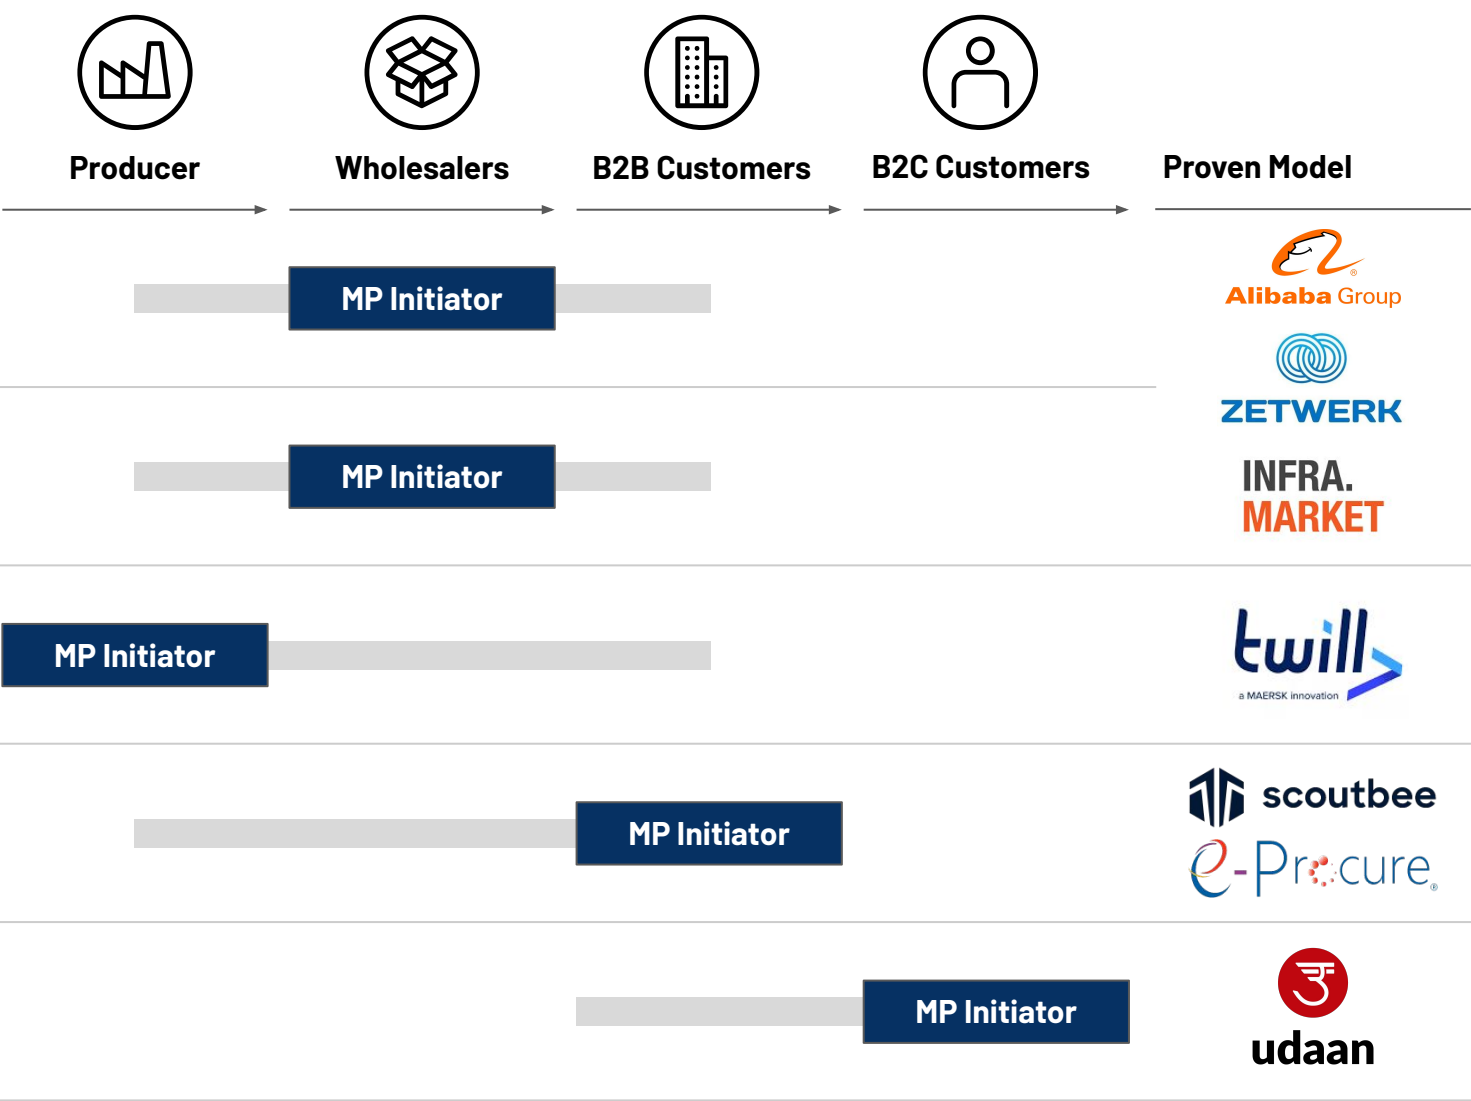 Producer
Wholesalers
B2B Customers
B2C Customers
Proven Model
MP Initiator
Alibaba Group
®
ZETWERK
MP Initiator
INFRA.
MARKET
MP Initiator
twill
a MAERSK innovation
MP Initiator
scoutbee
e-Procure®
MP Initiator
उ
udaan